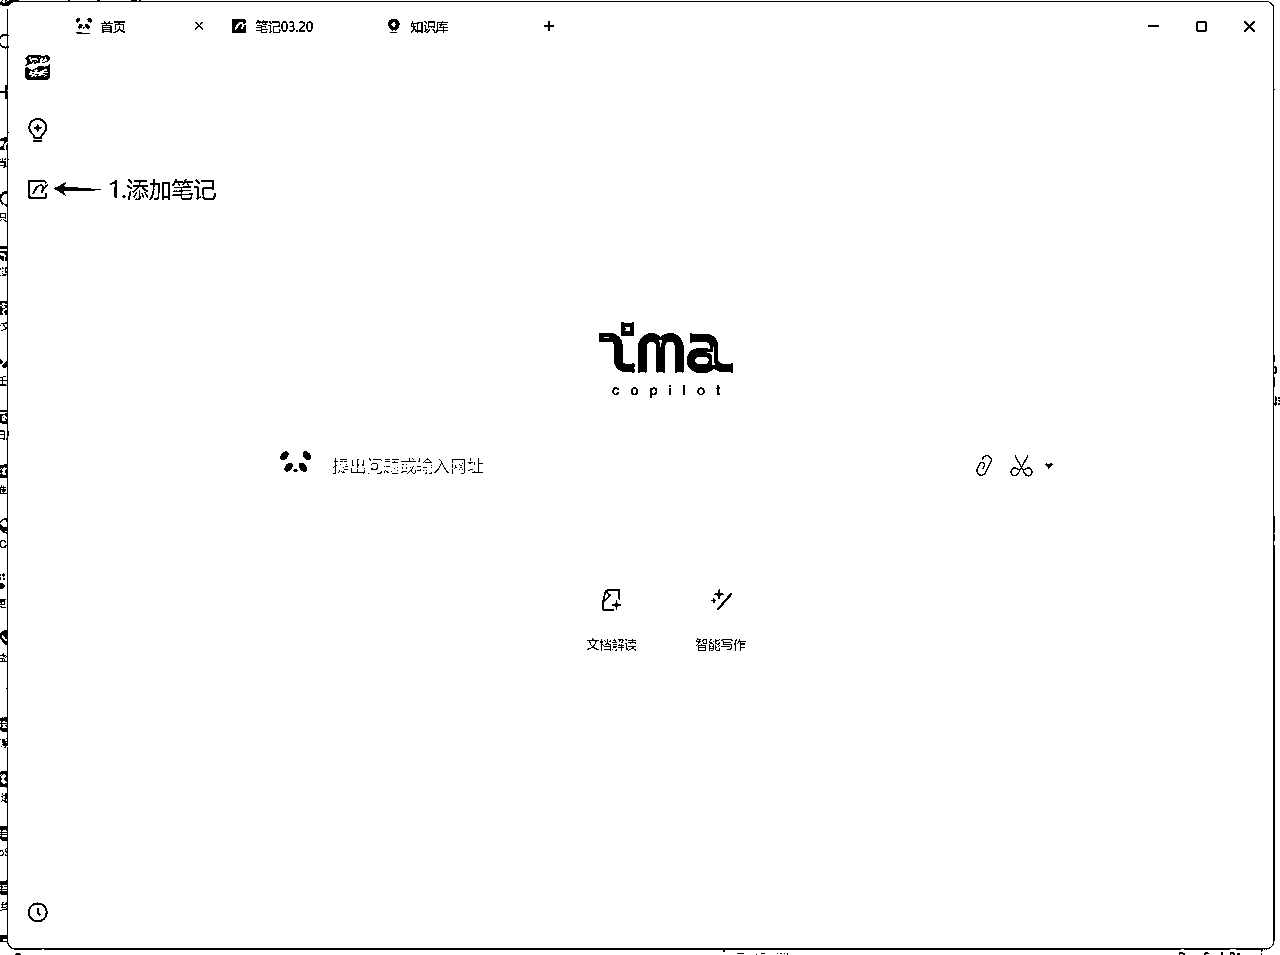 首页
笔记03.20
知识库
1.添加笔记
ima
copilot
提出问题或输入网址
文档解读
智能写作